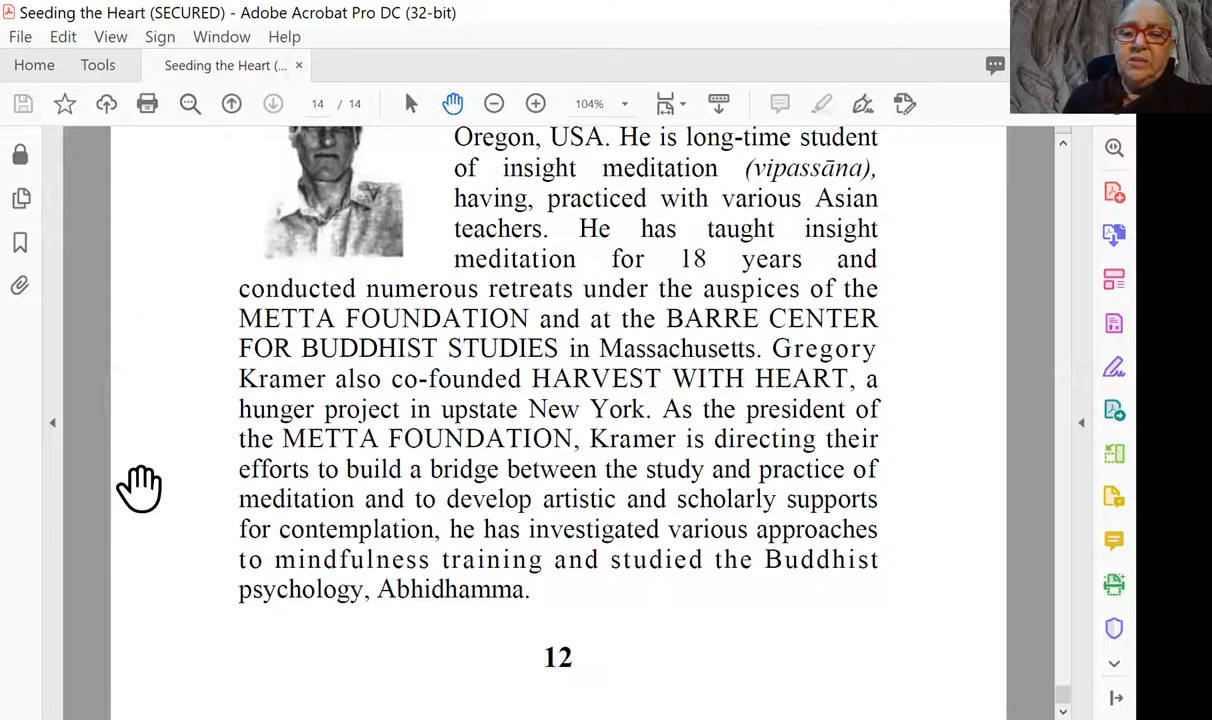 Seeding the Heart (SECURED) - Adobe Acrobat Pro DC (32-bit)
File Edit View Sign Window Help
Home Tools Seeding the Heart (... ×
14 / 14 104%
Oregon, USA. He is long-time student
of insight meditation (vipassāna),
having, practiced with various Asian
teachers. He has taught insight
meditation for 18 years and
conducted numerous retreats under the auspices of the
METTA FOUNDATION and at the BARRE CENTER
FOR BUDDHIST STUDIES in Massachusetts. Gregory
Kramer also co-founded HARVEST WITH HEART, a
hunger project in upstate New York. As the president of
the METTA FOUNDATION, Kramer is directing their
efforts to build a bridge between the study and practice of
meditation and to develop artistic and scholarly supports
for contemplation, he has investigated various approaches
to mindfulness training and studied the Buddhist
psychology, Abhidhamma.
12